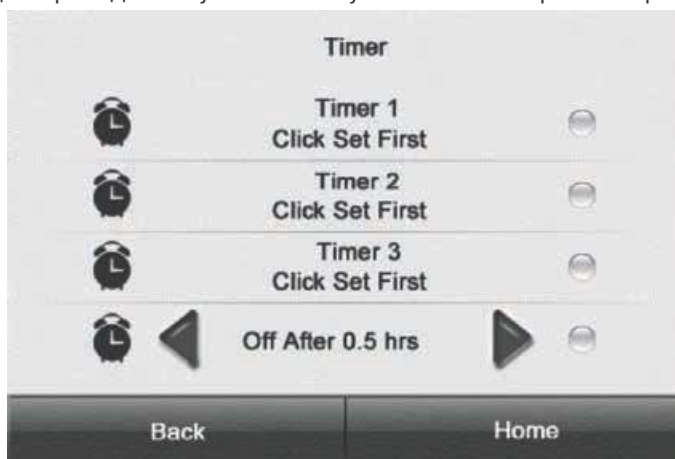 Timer
Timer 1
Click Set First
Timer 2
Click Set First
Timer 3
Click Set First
Off After 0.5 hrs
Back
Home